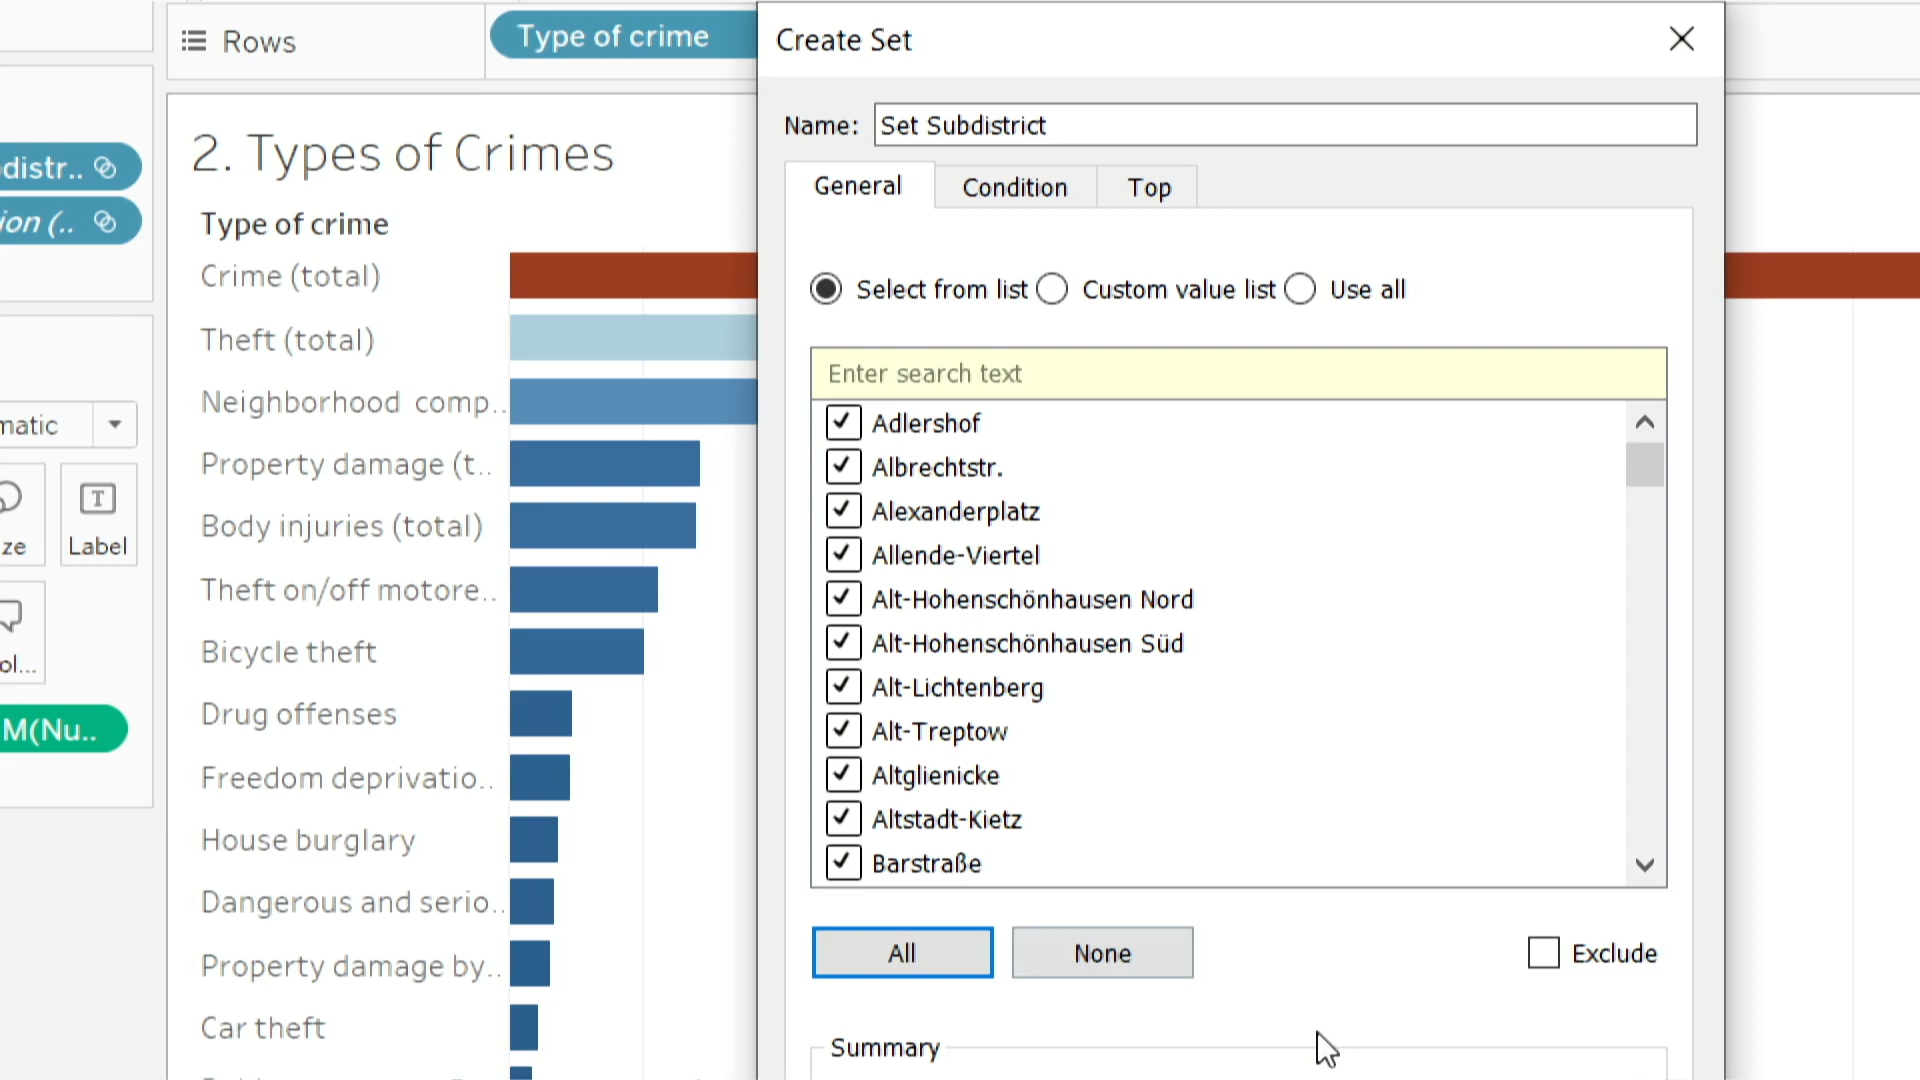 Rows
Type of crime
distr..
ion (..
matic
ze
Label
ol...
M(Nu..
2. Types of Crimes
Type of crime
Crime (total)
Theft (total)
Neighborhood comp..
Property damage (t..
Body injuries (total)
Theft on/off motore..
Bicycle theft
Drug offenses
Freedom deprivatio..
House burglary
Dangerous and serio..
Property damage by..
Car theft
Create Set
Name: Set Subdistrict
General Condition Top
Select from list Custom value list Use all
Enter search text
Adlershof
Albrechtstr.
Alexanderplatz
Allende-Viertel
Alt-Hohenschönhausen Nord
Alt-Hohenschönhausen Süd
Alt-Lichtenberg
Alt-Treptow
Altglienicke
Altstadt-Kietz
Barstraße
All None Exclude
Summary